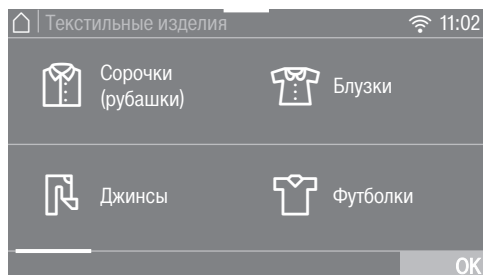 Текстильные изделия 11:02
Сорочки
(рубашки)
Блузки
Джинсы
Футболки
OK